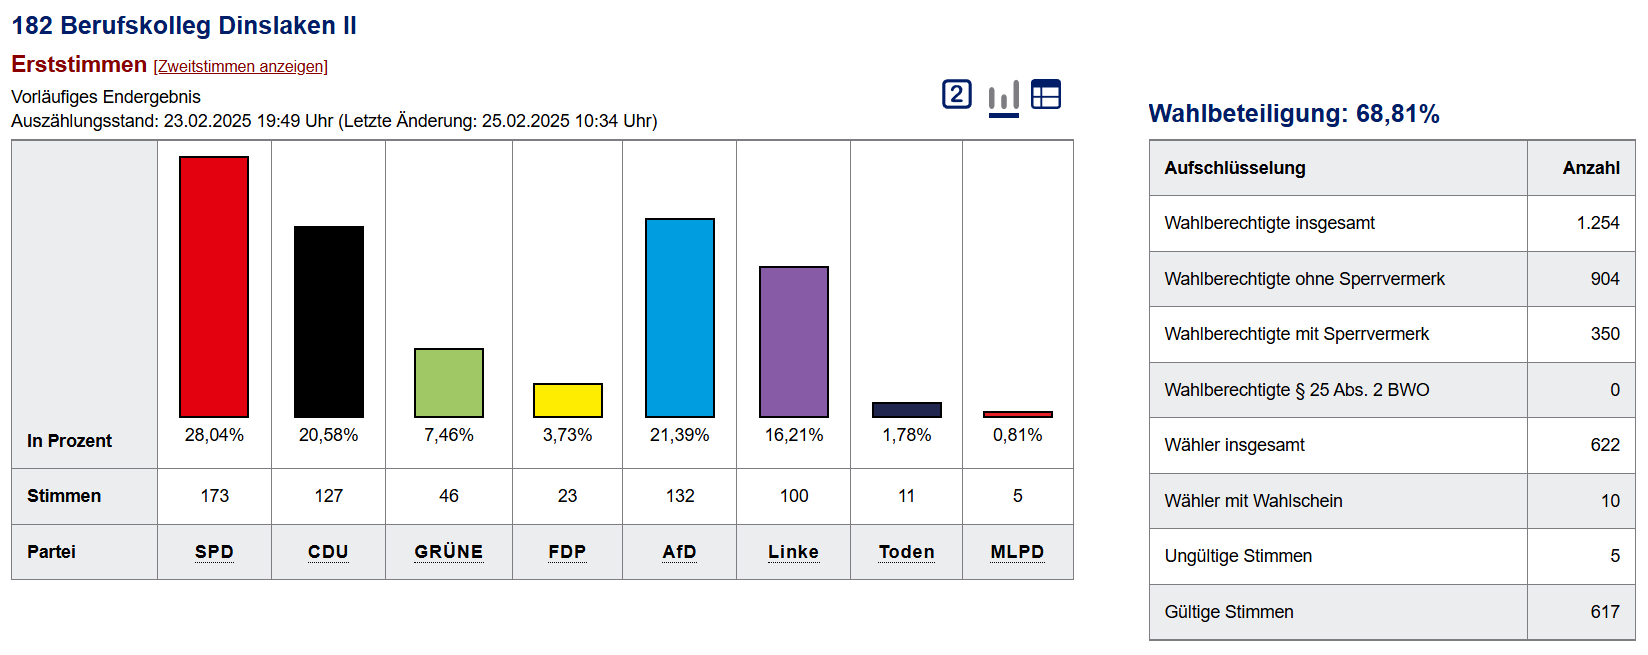 182 Berufskolleg Dinslaken II
Erststimmen [Zweitstimmen anzeigen]
Vorläufiges Endergebnis
Auszählungsstand: 23.02.2025 19:49 Uhr (Letzte Änderung: 25.02.2025 10:34 Uhr)
2
In Prozent 28,04% 20,58% 7,46% 3,73% 21,39% 16,21% 1,78% 0,81%
Stimmen 173 127 46 23 132 100 11 5
Partei SPD CDU GRÜNE FDP AfD Linke Toden MLPD
Wahlbeteiligung: 68,81%
Aufschlüsselung Anzahl
Wahlberechtigte insgesamt 1.254
Wahlberechtigte ohne Sperrvermerk 904
Wahlberechtigte mit Sperrvermerk 350
Wahlberechtigte § 25 Abs. 2 BWO 0
Wähler insgesamt 622
Wähler mit Wahlschein 10
Ungültige Stimmen 5
Gültige Stimmen 617